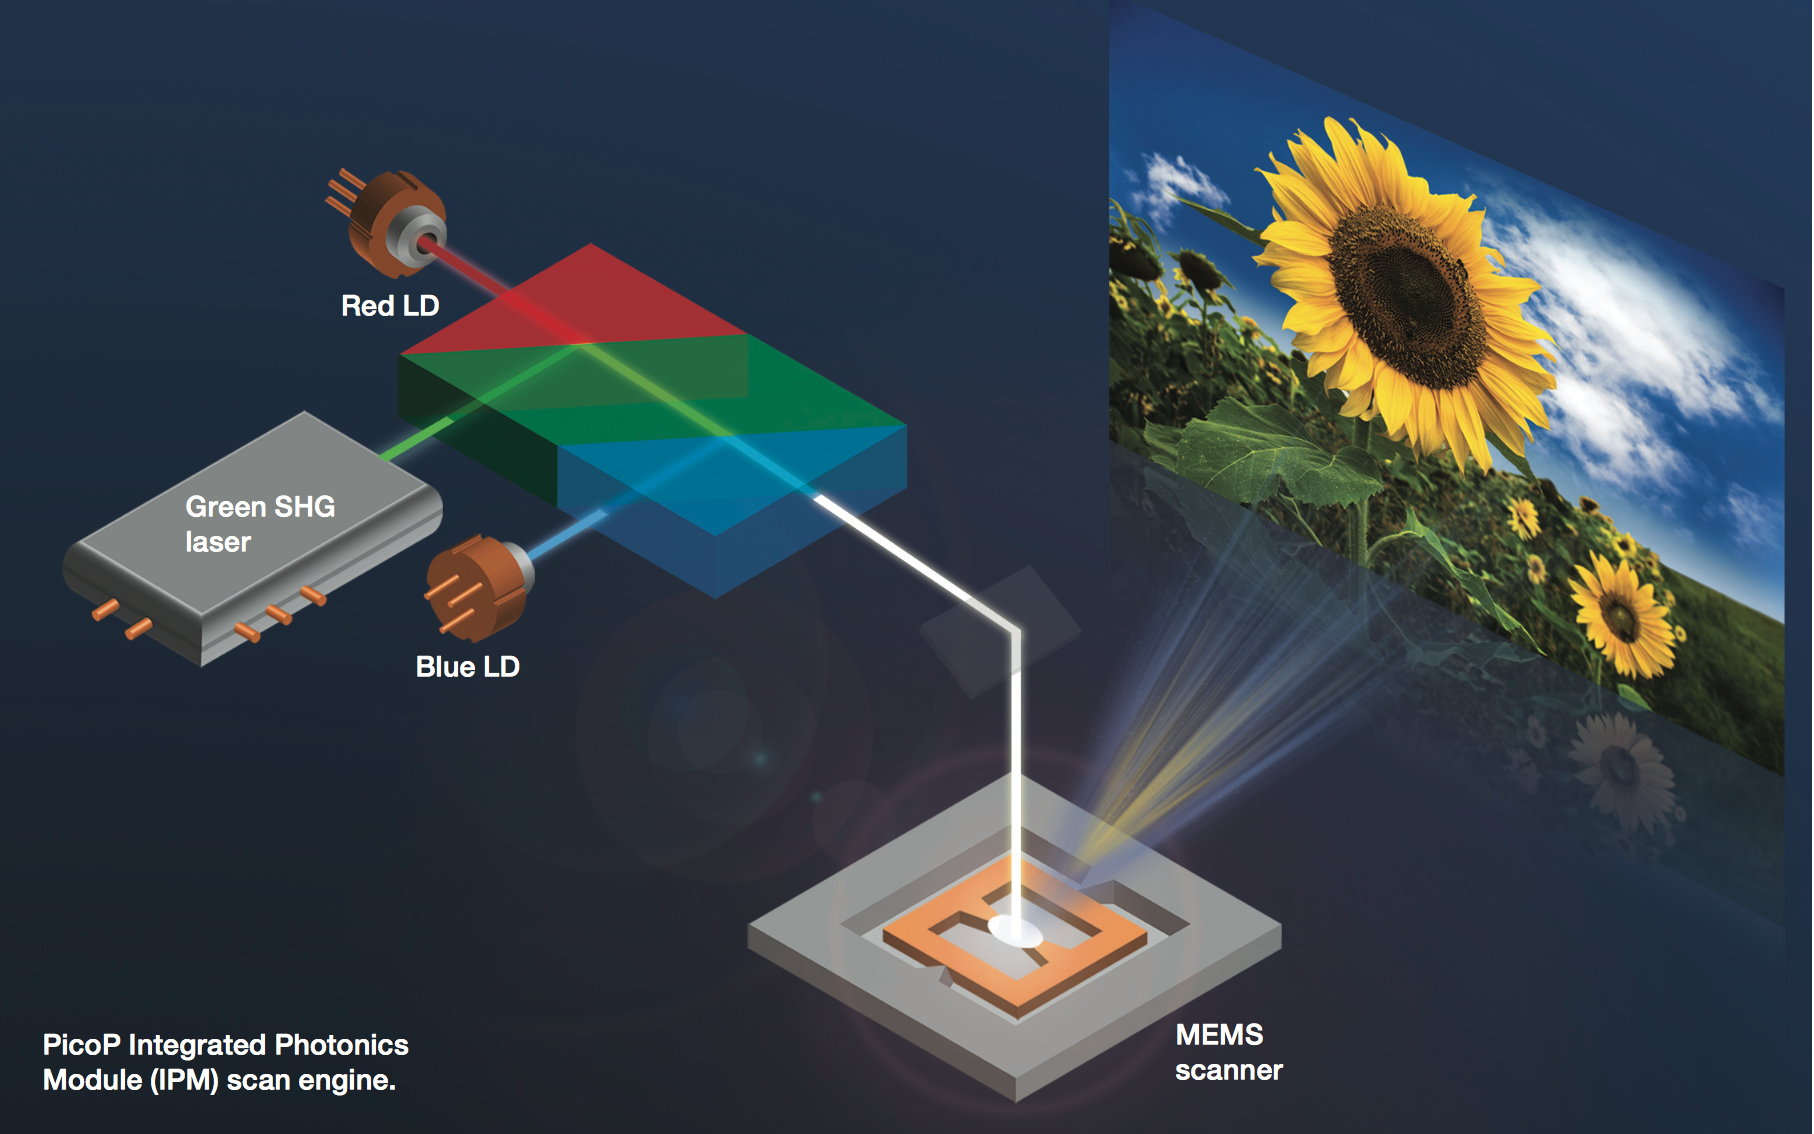 Red LD
Green SHG
laser
Blue LD
MEMS
scanner
PicoP Integrated Photonics
Module (IPM) scan engine.